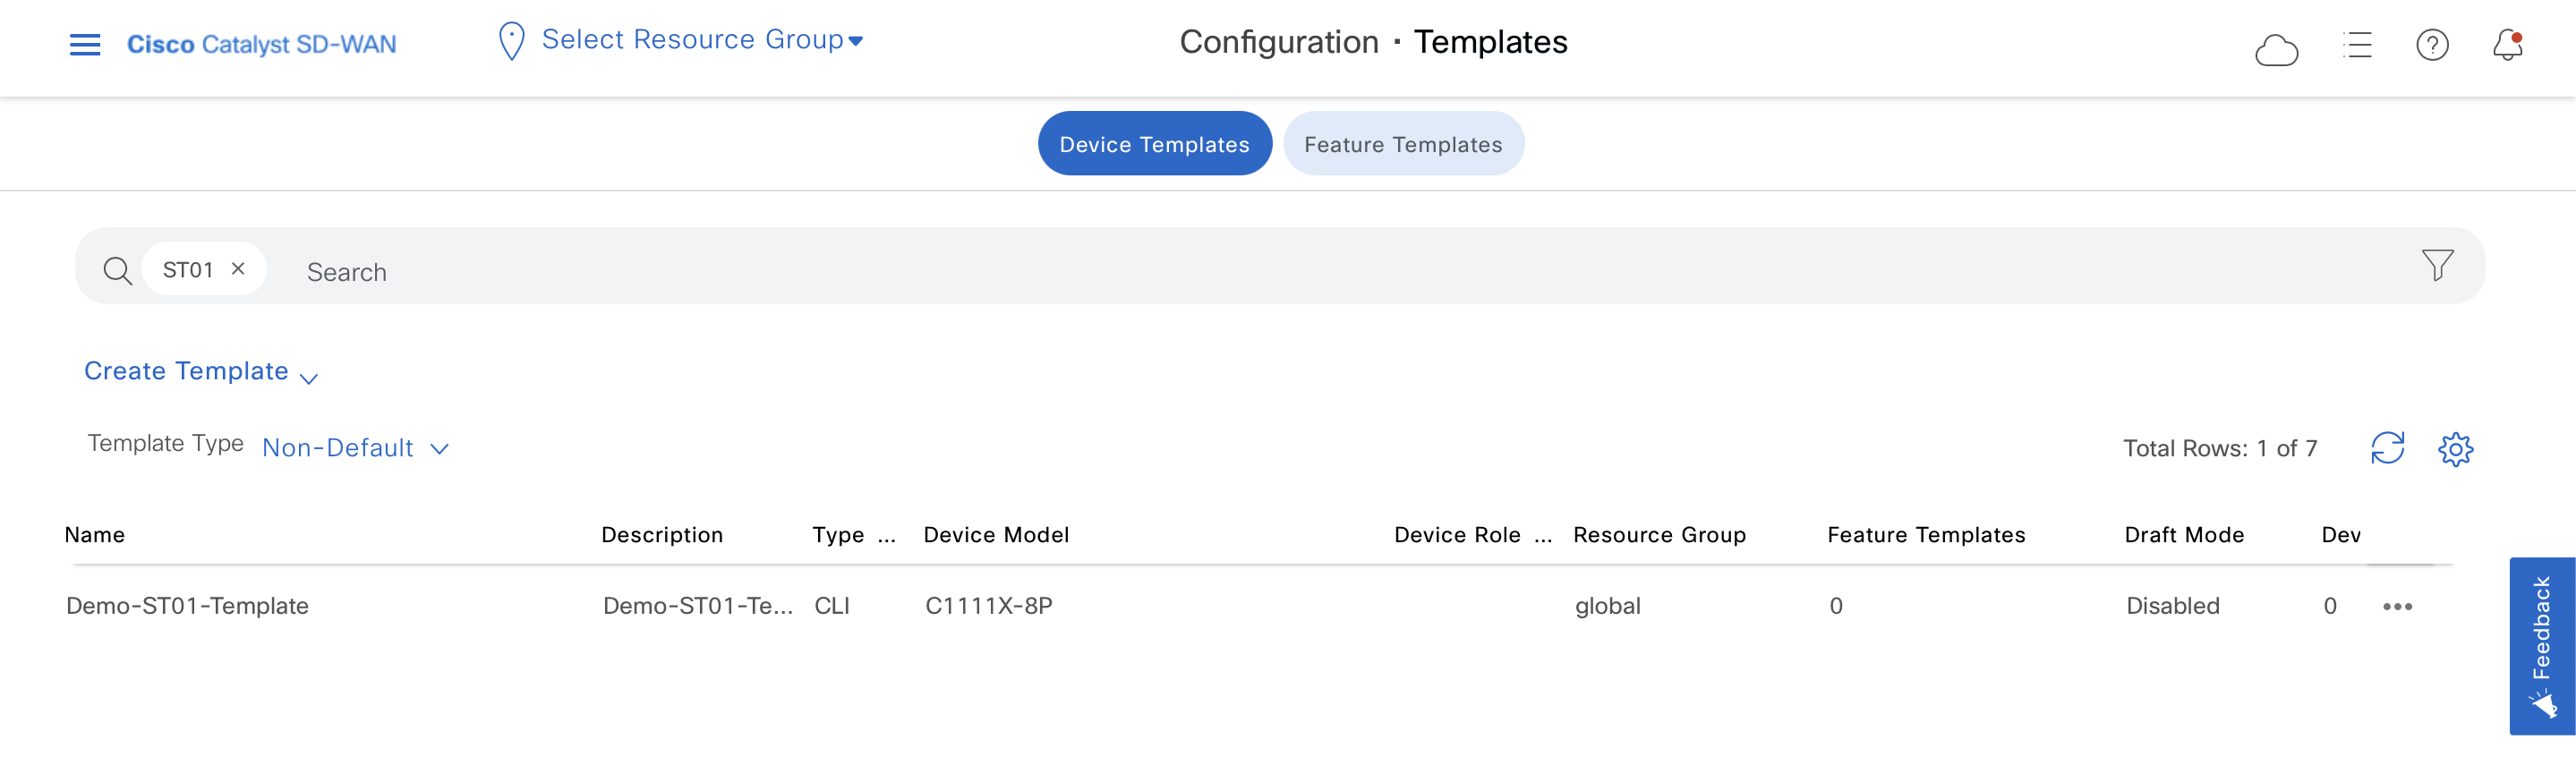 Cisco Catalyst SD-WAN
Select Resource Group
Configuration · Templates
Device Templates
Feature Templates
ST01 ×
Search
Create Template
Template Type Non-Default
Total Rows: 1 of 7
Name Description Type ... Device Model Device Role ... Resource Group Feature Templates Draft Mode Dev
Demo-ST01-Template Demo-ST01-Te... CLI C1111X-8P global 0 Disabled 0 •••
Feedback